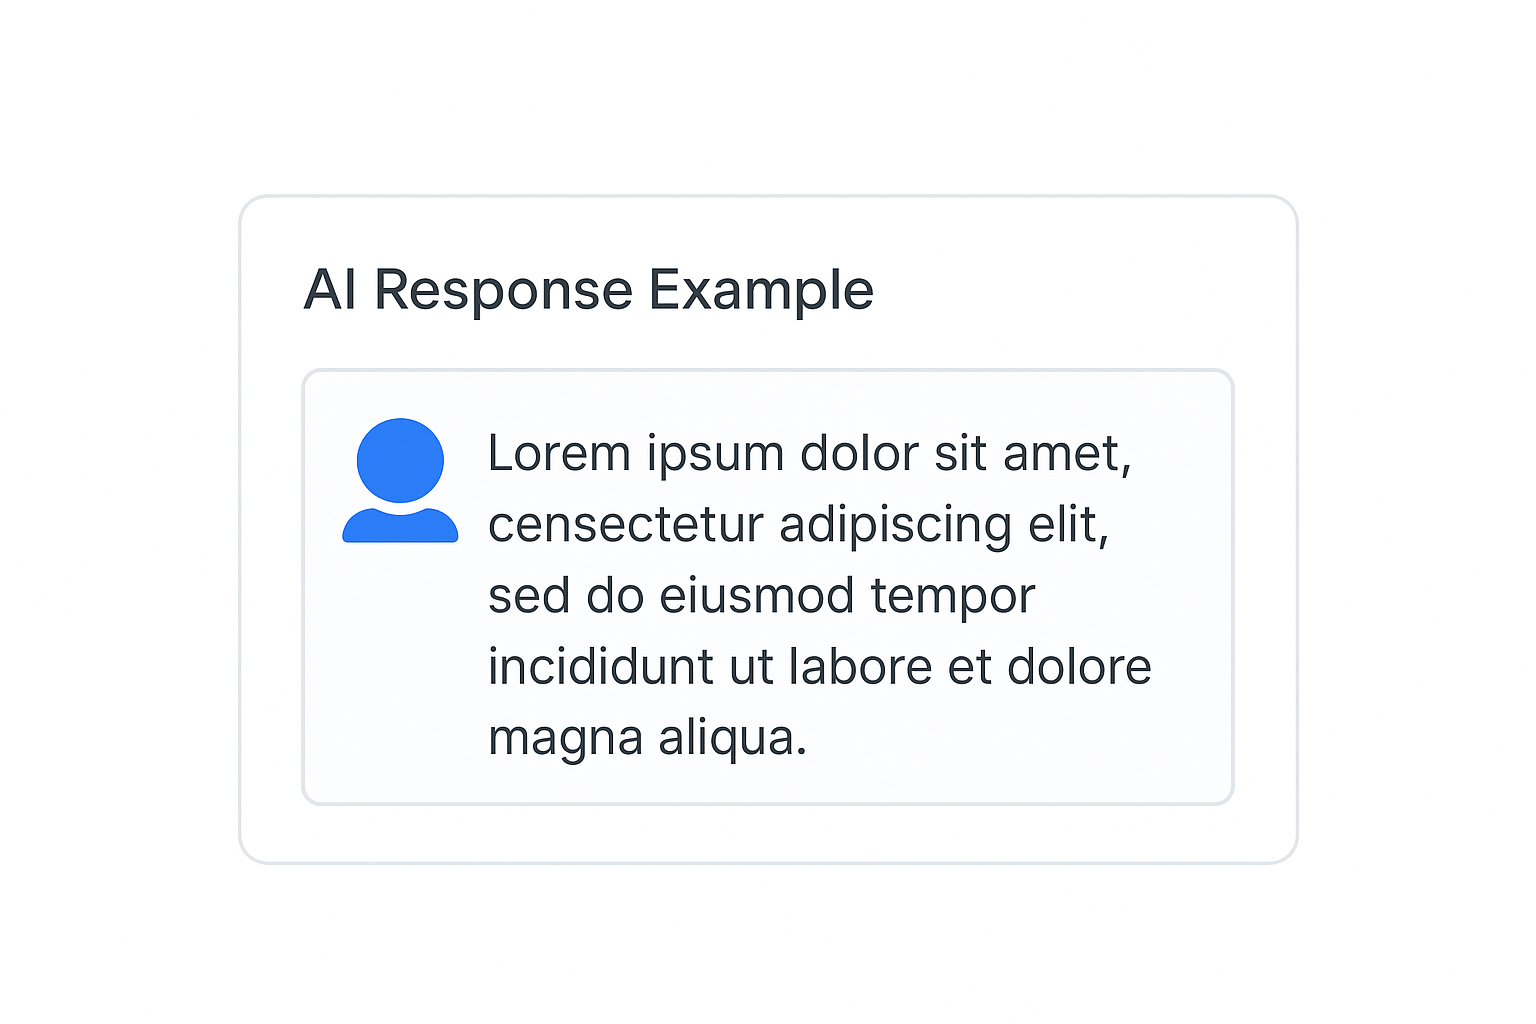 AI Response Example
Lorem ipsum dolor sit amet,
censectetur adipiscing elit,
sed do eiusmod tempor
incididunt ut labore et dolore
magna aliqua.